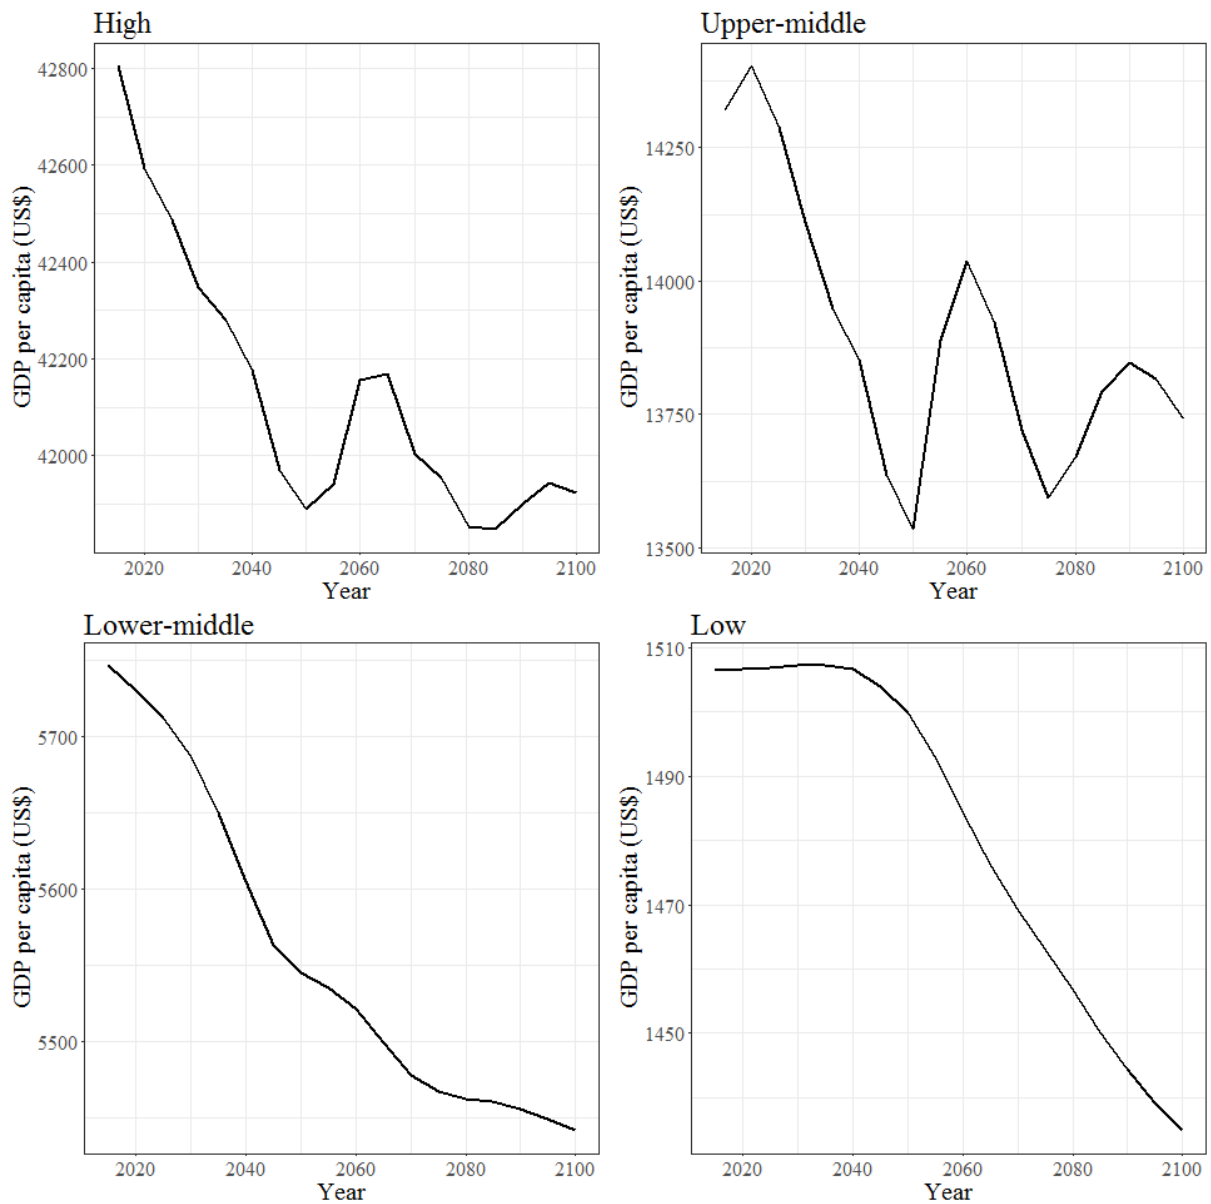 High
GDP per capita (US$)
42800
42600
42400
42200
42000
2020 2040 2060 2080 2100
Year
Upper-middle
GDP per capita (US$)
14250
14000
13750
13500
2020 2040 2060 2080 2100
Year
Lower-middle
GDP per capita (US$)
5700
5600
5500
2020 2040 2060 2080 2100
Year
Low
GDP per capita (US$)
1510
1490
1470
1450
2020 2040 2060 2080 2100
Year